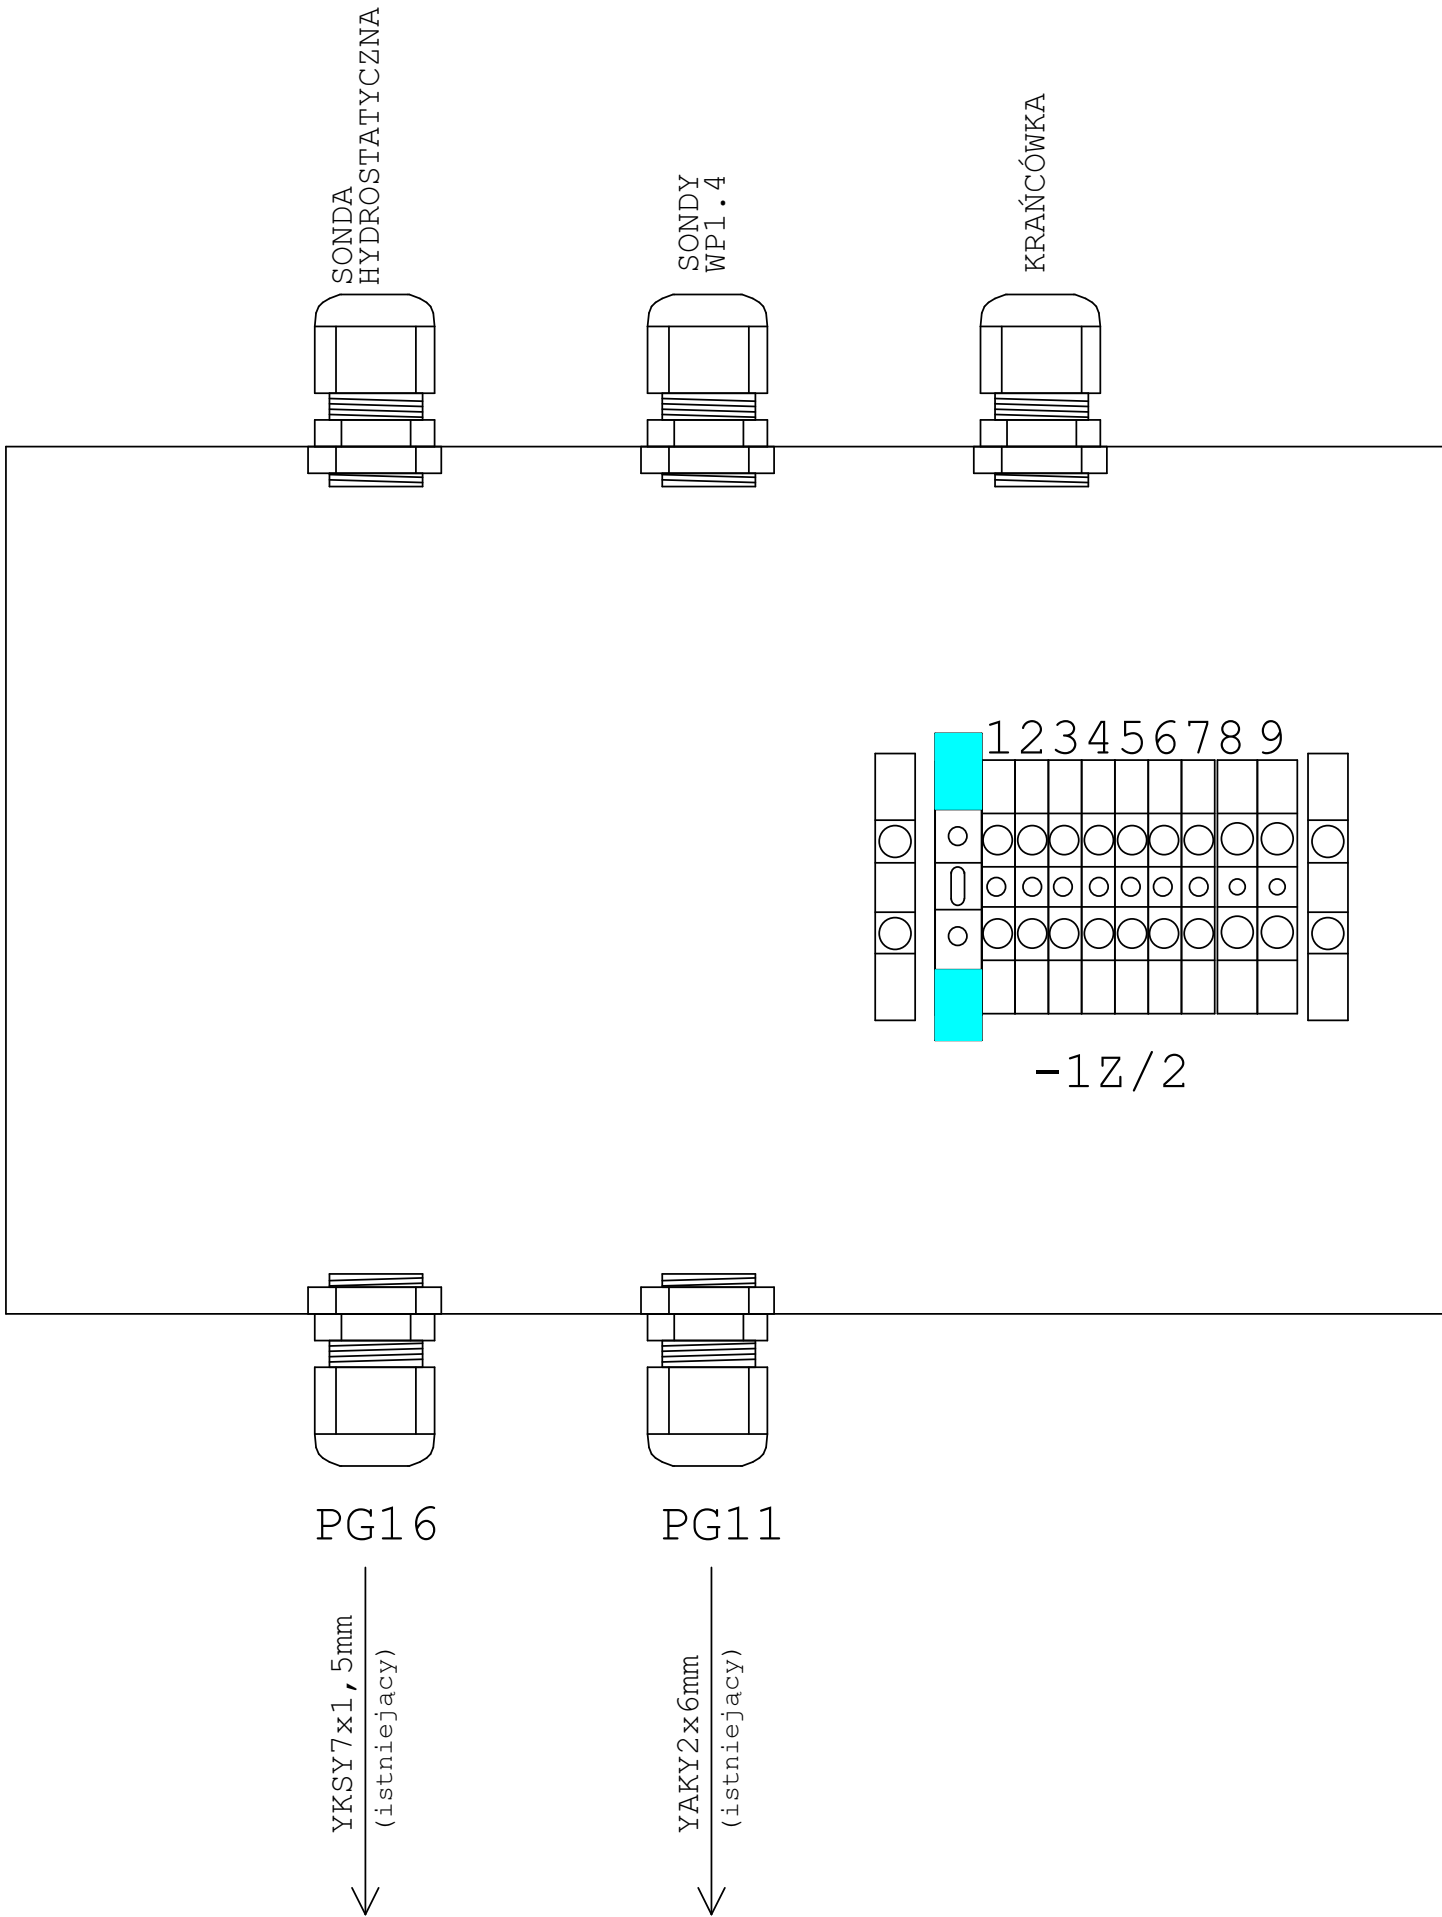 SONDA
HYDROSTATYCZNA
SONDY
WP1.4
KRAŃCÓWKA
123456789
-1Z/2
PG16
PG11
YKSY7x1,5mm
(istniejący)
YAKY2x6mm
(istniejący)